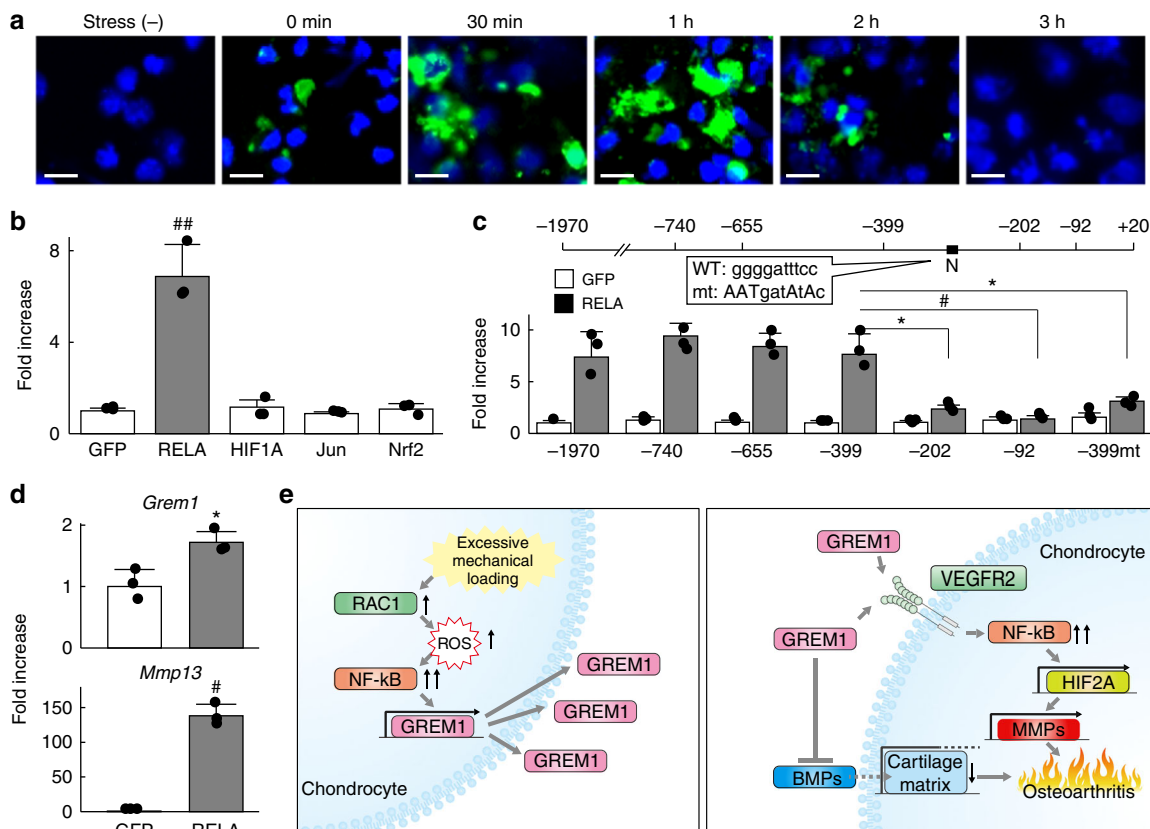 a
Stress (–)
0 min
30 min
1 h
2 h
3 h
b
##
8
4
0
Fold increase
GFP
RELA
HIF1A
Jun
Nrf2
c
–1970
–740
–655
–399
–202
–92
+20
N
WT: ggggatttcc
mt: AATgatAtAc
GFP
RELA
*
#
*
10
5
0
Fold increase
–1970
–740
–655
–399
–202
–92
–399mt
d
Grem1
*
2
1
0
Fold increase
Mmp13
#
150
100
50
0
GFP
RELA
e
Excessive
mechanical
loading
RAC1
ROS
NF-kB
GREM1
GREM1
GREM1
GREM1
Chondrocyte
GREM1
Chondrocyte
VEGFR2
GREM1
NF-kB
HIF2A
MMPs
BMPs
Cartilage
matrix
Osteoarthritis